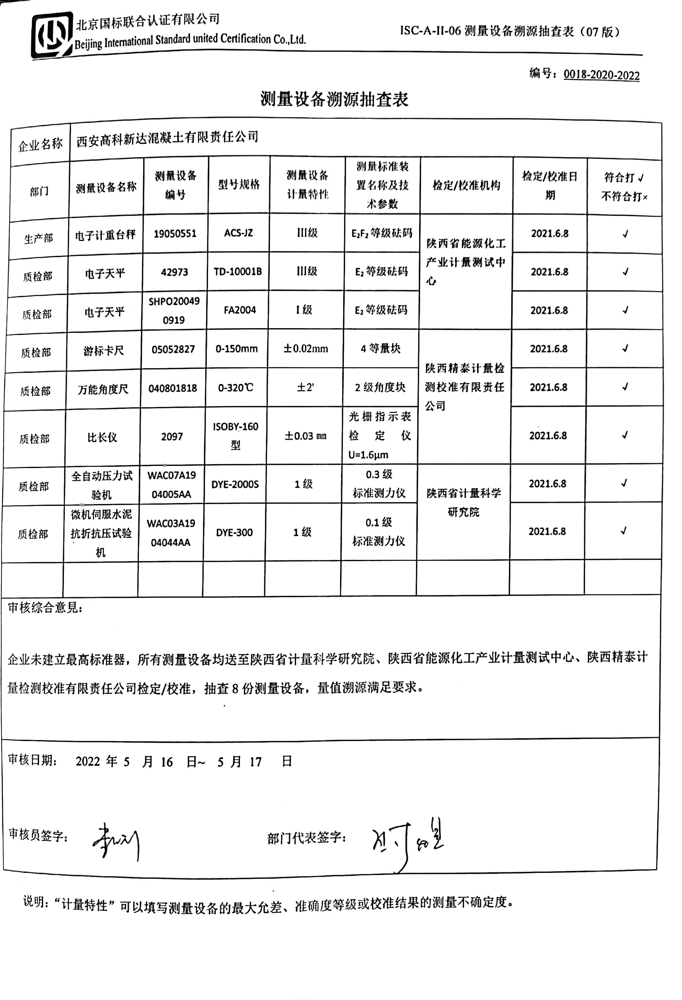 北京国标联合认证有限公司
Beijing International Standard united Certification Co.,Ltd.
ISC-A-II-06 测量设备溯源抽查表（07 版）
编号：0018-2020-2022
测量设备溯源抽查表
企业名称 西安高科新达混凝土有限责任公司
部门 测量设备名称 测量设备编号 型号规格 测量设备计量特性 测量标准装置名称及技术参数 检定/校准机构 检定/校准日期 符合打√不符合打×
生产部 电子计重台秤 19050551 ACS-JZ III级 E₂F₂ 等级砝码 陕西省能源化工产业计量测试中心 2021.6.8 √
质检部 电子天平 42973 TD-10001B III级 E₂ 等级砝码 2021.6.8 √
质检部 电子天平 SHPO200490919 FA2004 I 级 E₂ 等级砝码 2021.6.8 √
质检部 游标卡尺 05052827 0-150mm ±0.02mm 4 等量块 陕西精泰计量检测校准有限责任公司 2021.6.8 √
质检部 万能角度尺 040801818 0-320℃ ±2' 2 级角度块 2021.6.8 √
质检部 比长仪 2097 ISOBY-160型 ±0.03 mm 光栅指示表检定仪 U=1.6μm 2021.6.8 √
质检部 全自动压力试验机 WAC07A1904005AA DYE-2000S 1 级 0.3 级标准测力仪 陕西省计量科学研究院 2021.6.8 √
质检部 微机伺服水泥抗折抗压试验机 WAC03A1904044AA DYE-300 1 级 0.1 级标准测力仪 2021.6.8 √
审核综合意见：
企业未建立最高标准器，所有测量设备均送至陕西省计量科学研究院、陕西省能源化工产业计量测试中心、陕西精泰计
量检测校准有限责任公司检定/校准，抽查 8 份测量设备，量值溯源满足要求。
审核日期： 2022 年 5 月 16 日~ 5 月 17 日
审核员签字： 部门代表签字：
说明：“计量特性”可以填写测量设备的最大允差、准确度等级或校准结果的测量不确定度。